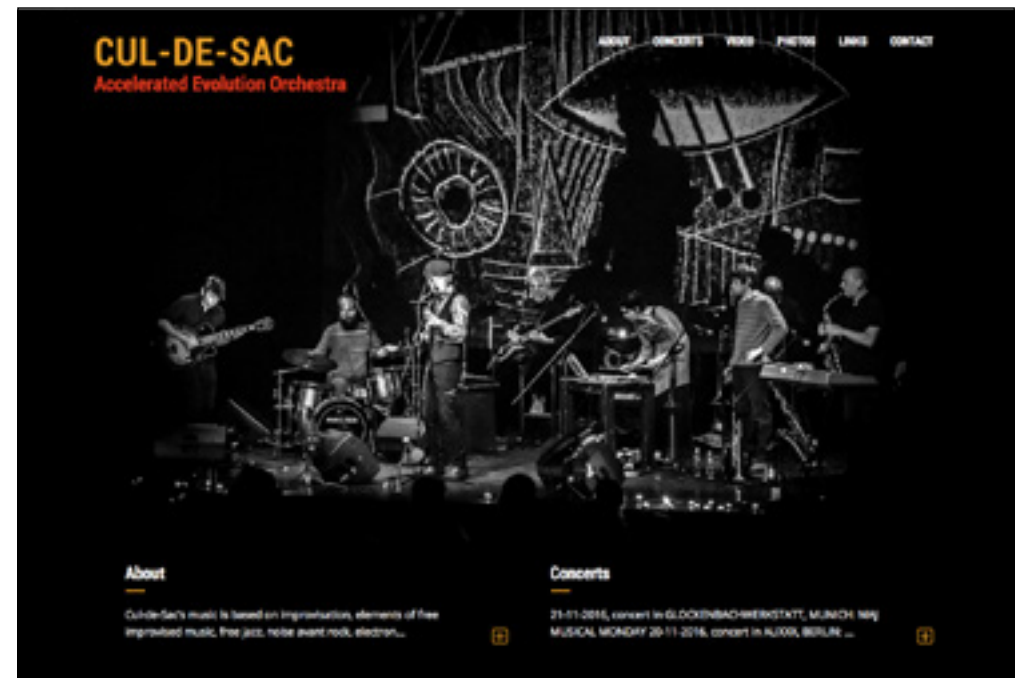 CUL-DE-SAC
Accelerated Evolution Orchestra
ABOUT CONCERTS VIDEO PHOTOS LINKS CONTACT
About
Cul-de-Sac's music is based on improvisation, elements of free
improvised music, free jazz, noise avant rock, electron...
Concerts
21-11-2016, concert in GLOCKENBACHWERKSTATT, MUNICH:
MUSICAL MONDAY 20-11-2016, concert in BERLIN: ...